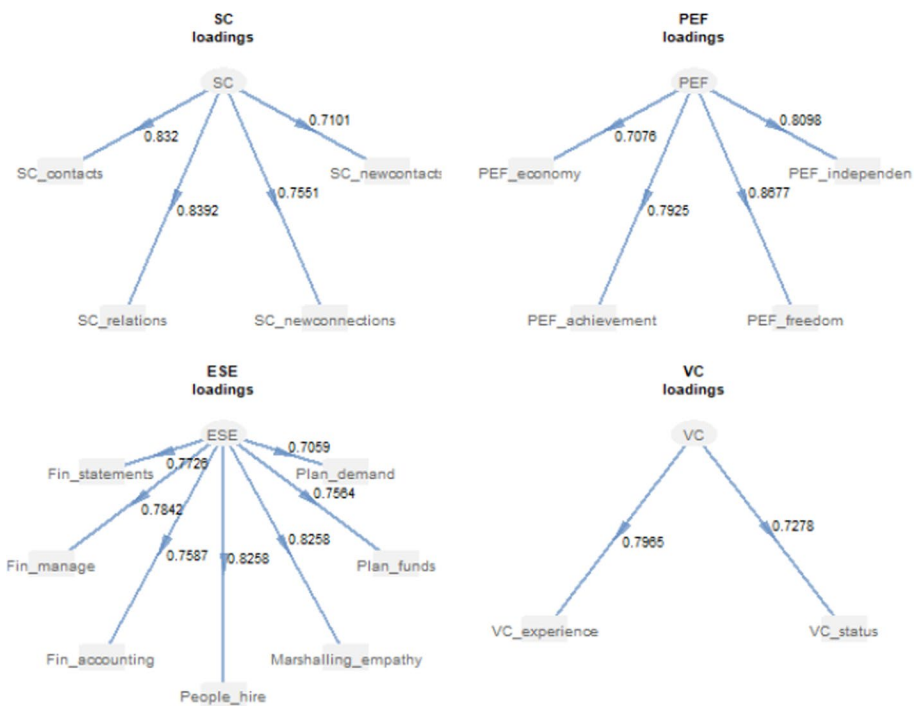 SC
loadings
SC
0.832
0.7101
SC_contacts
SC_newcontacts
0.8392
0.7551
SC_relations
SC_newconnections
PEF
loadings
PEF
0.7076
0.8098
PEF_economy
PEF_independen
0.7925
0.8677
PEF_achievement
PEF_freedom
ESE
loadings
ESE
0.7726
0.7059
Fin_statements
Plan_demand
0.7842
0.7564
0.7587
0.8258
0.8258
Fin_manage
Plan_funds
Fin_accounting
Marshalling_empathy
People_hire
VC
loadings
VC
0.7965
0.7278
VC_experience
VC_status